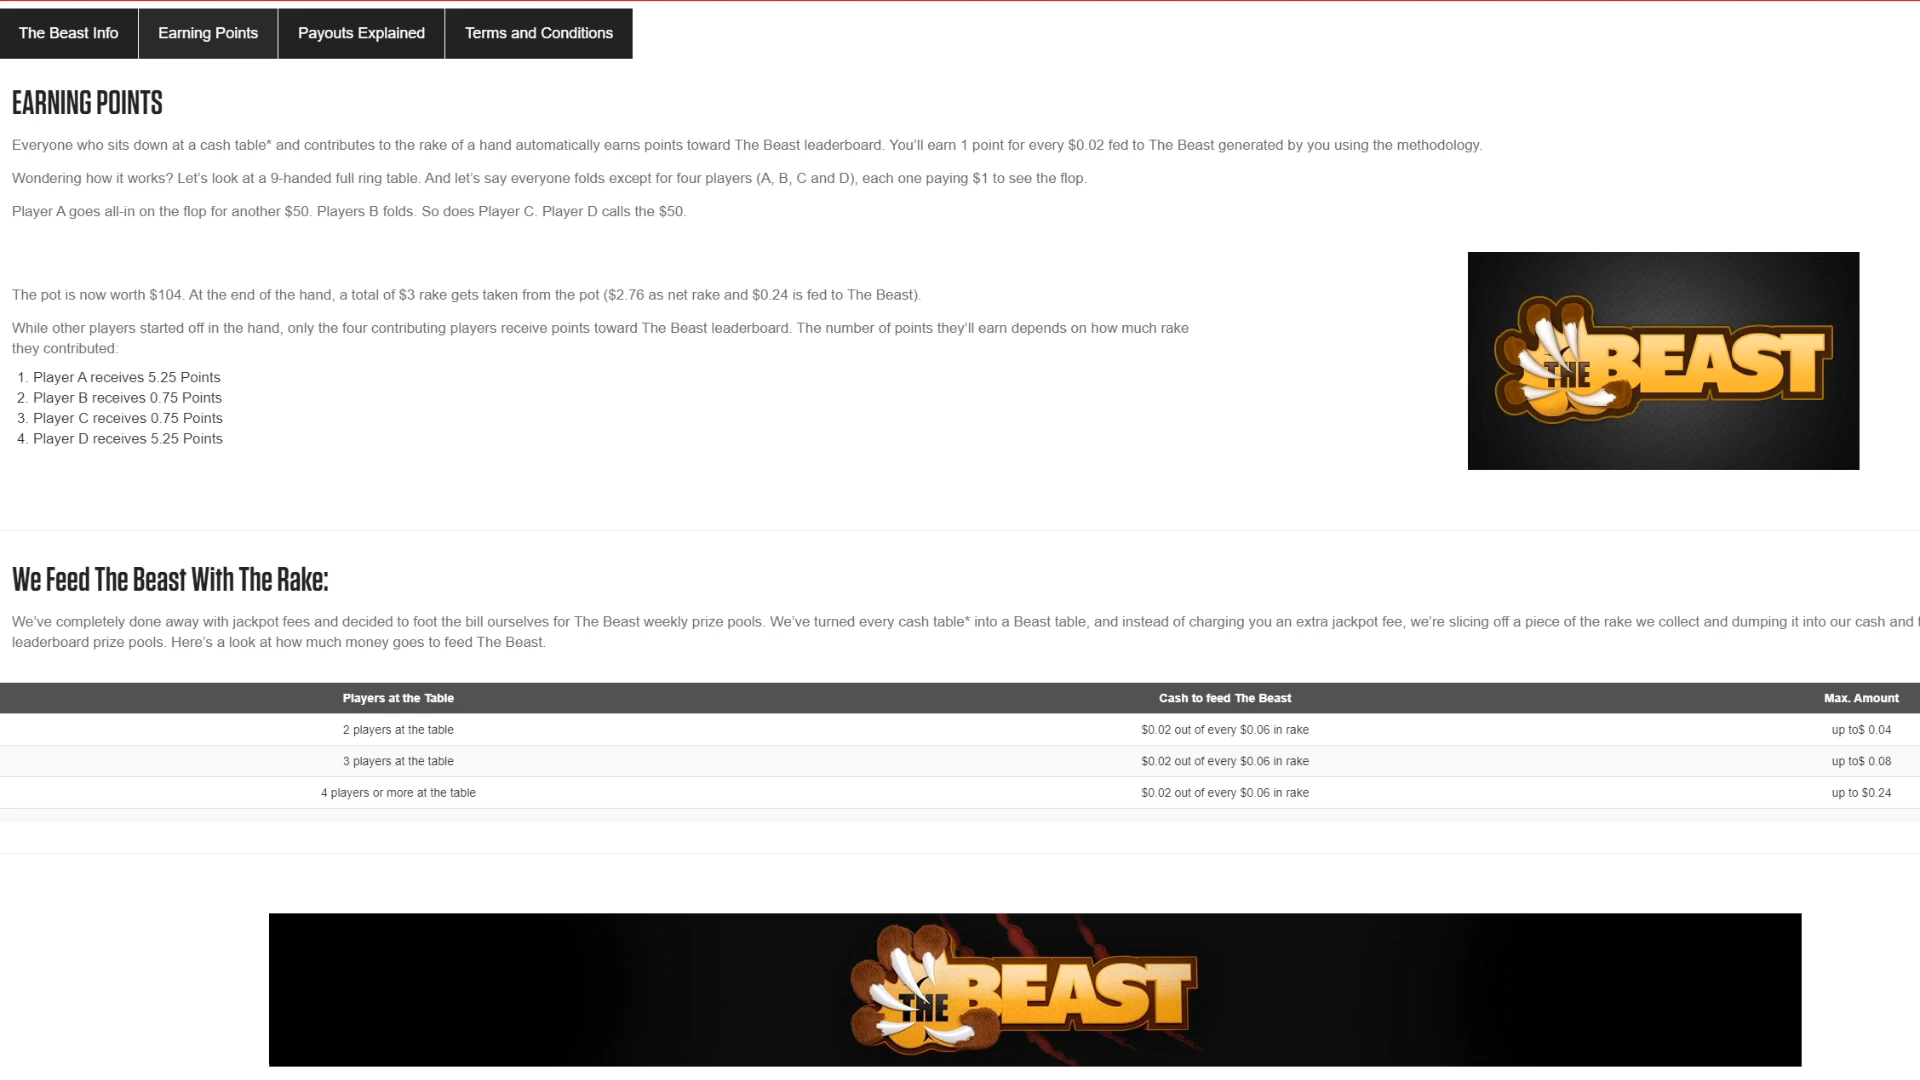 The Beast Info
Earning Points
Payouts Explained
Terms and Conditions
EARNING POINTS
Everyone who sits down at a cash table* and contributes to the rake of a hand automatically earns points toward The Beast leaderboard. You’ll earn 1 point for every $0.02 fed to The Beast generated by you using the methodology.
Wondering how it works? Let’s look at a 9-handed full ring table. And let’s say everyone folds except for four players (A, B, C and D), each one paying $1 to see the flop.
Player A goes all-in on the flop for another $50. Players B folds. So does Player C. Player D calls the $50.
The pot is now worth $104. At the end of the hand, a total of $3 rake gets taken from the pot ($2.76 as net rake and $0.24 is fed to The Beast).
While other players started off in the hand, only the four contributing players receive points toward The Beast leaderboard. The number of points they’ll earn depends on how much rake
they contributed:
1. Player A receives 5.25 Points
2. Player B receives 0.75 Points
3. Player C receives 0.75 Points
4. Player D receives 5.25 Points
THE BEAST
We Feed The Beast With The Rake:
We’ve completely done away with jackpot fees and decided to foot the bill ourselves for The Beast weekly prize pools. We’ve turned every cash table* into a Beast table, and instead of charging you an extra jackpot fee, we’re slicing off a piece of the rake we collect and dumping it into our cash and
leaderboard prize pools. Here’s a look at how much money goes to feed The Beast.
Players at the Table Cash to feed The Beast Max. Amount
2 players at the table $0.02 out of every $0.06 in rake up to$ 0.04
3 players at the table $0.02 out of every $0.06 in rake up to$ 0.08
4 players or more at the table $0.02 out of every $0.06 in rake up to $0.24
THE BEAST